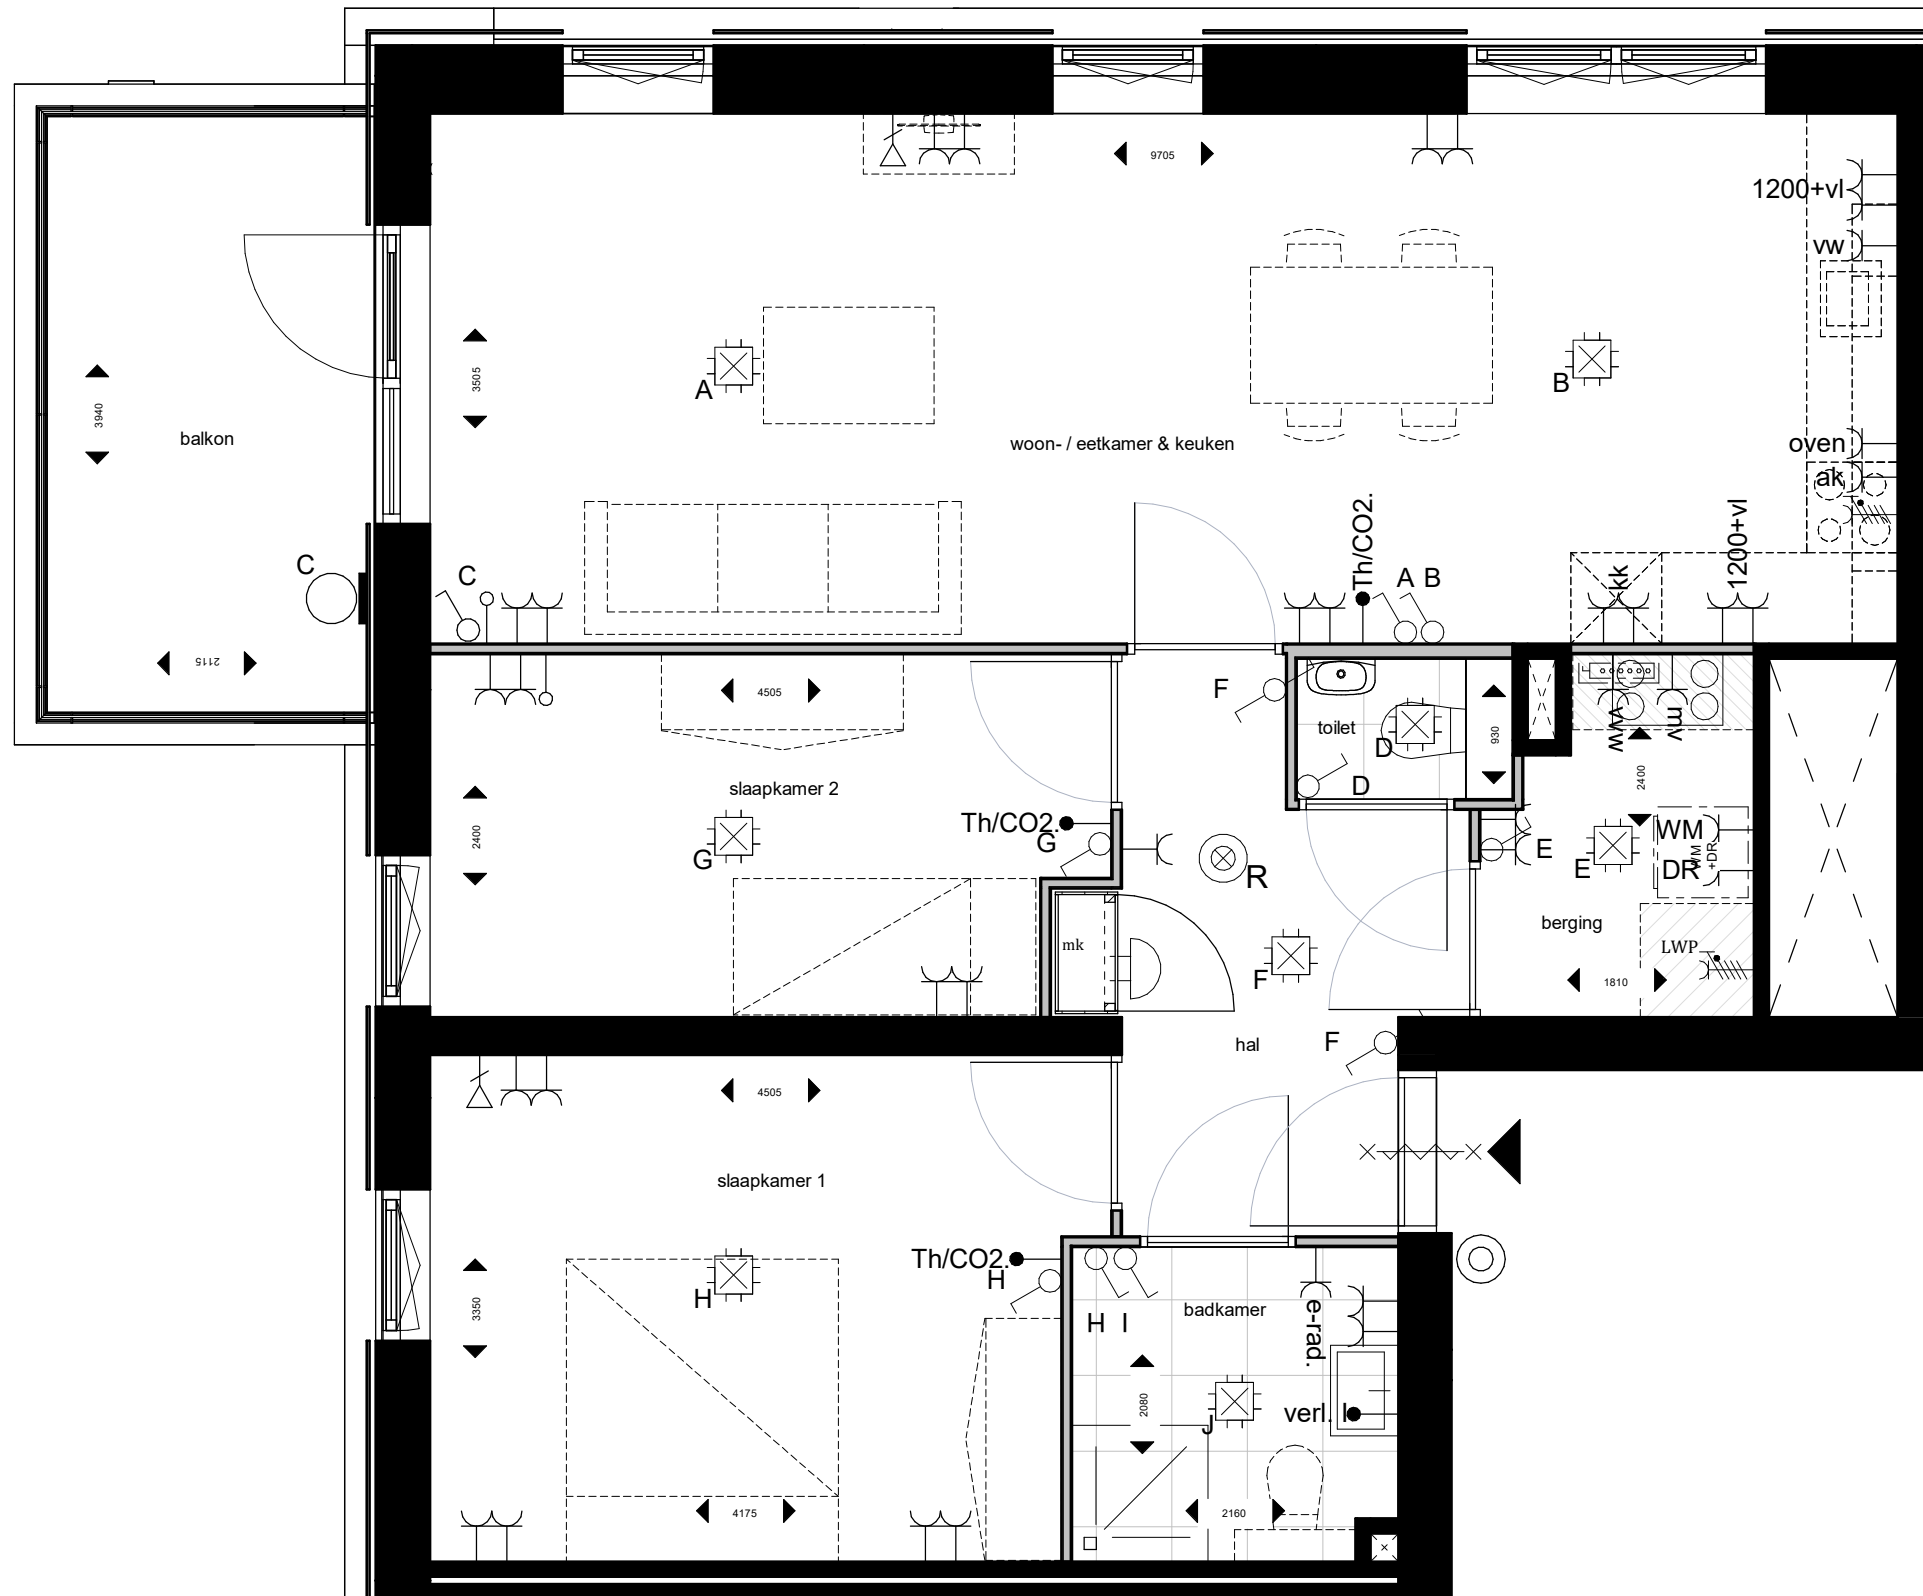 9705
1200+vl
vw
3505
3940
A
B
balkon
woon- / eetkamer & keuken
oven
ak
Th/CO2.
1200+vl
kk
C
C
A B
2115
4505
F
toilet
D
D
930
vw
mv
2400
slaapkamer 2
Th/CO2.
G
G
2400
R
E
E
WM
DR
WM
+DR
berging
mk
LWP
F
1810
hal
F
4505
slaapkamer 1
Th/CO2.
H
H
3350
H I
badkamer
e-rad.
2080
verl. I
J
4175
2160